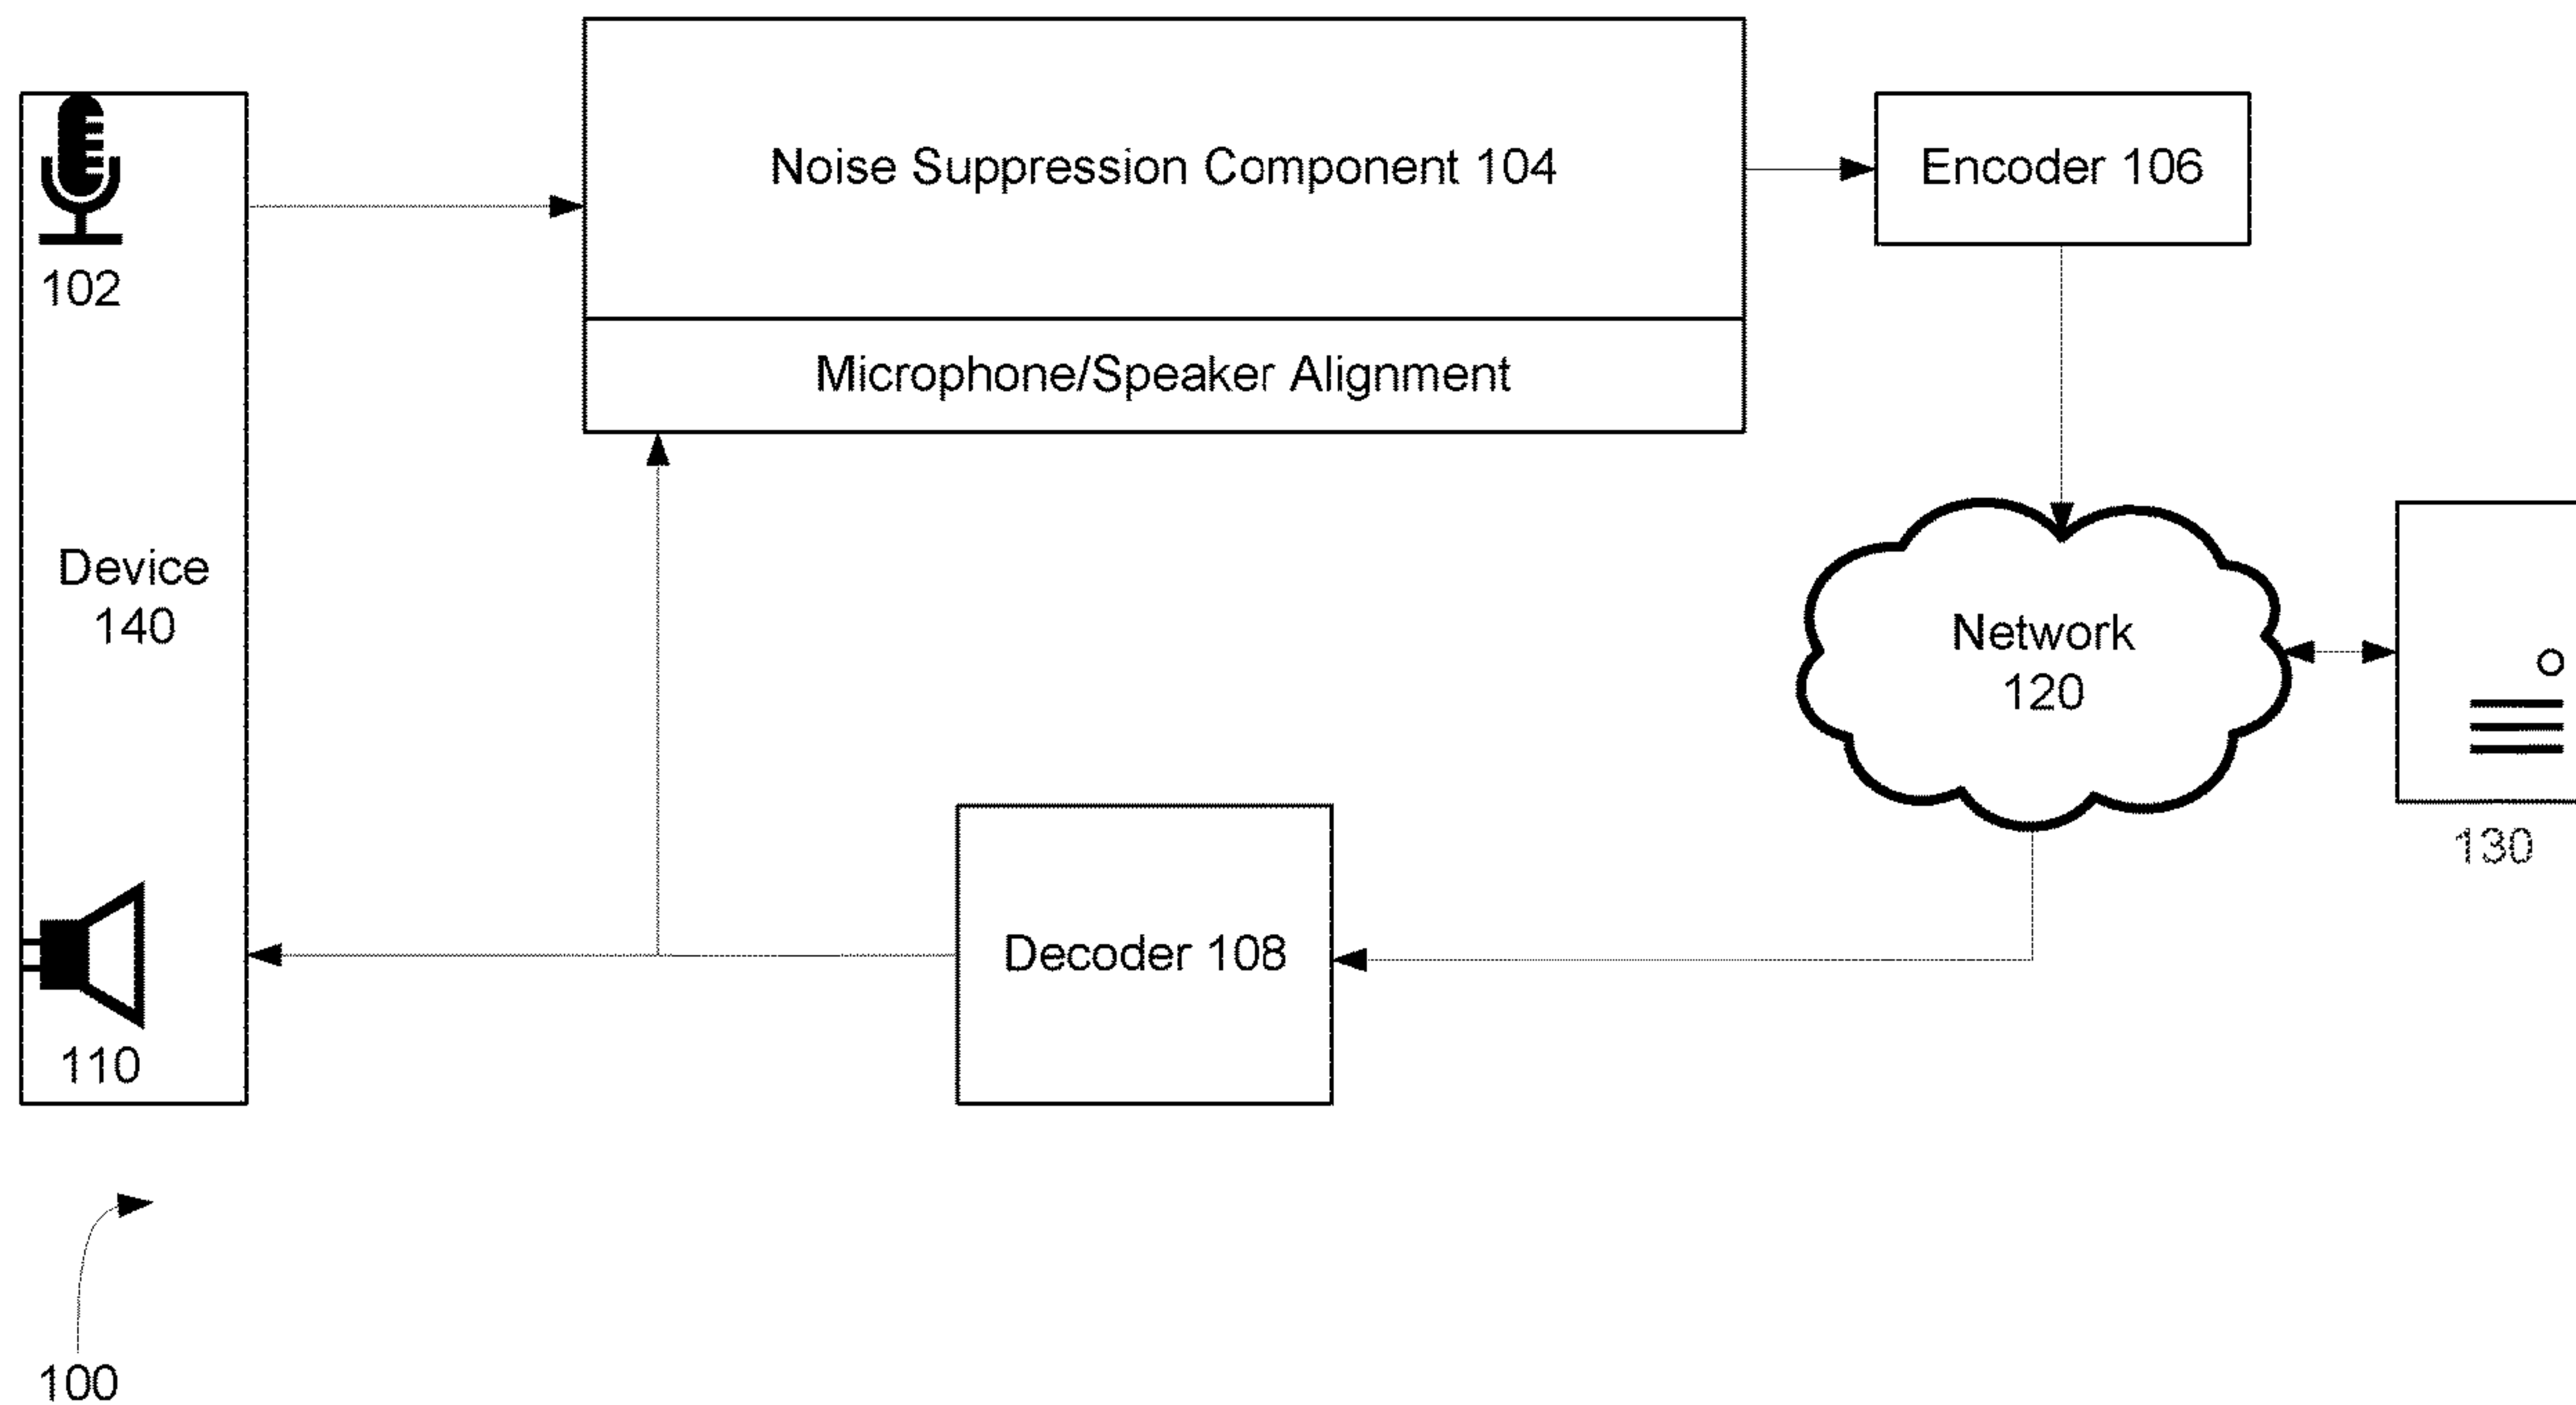 Noise Suppression Component 104
Encoder 106
102
Microphone/Speaker Alignment
Device
140
Network
120
130
Decoder 108
110
100